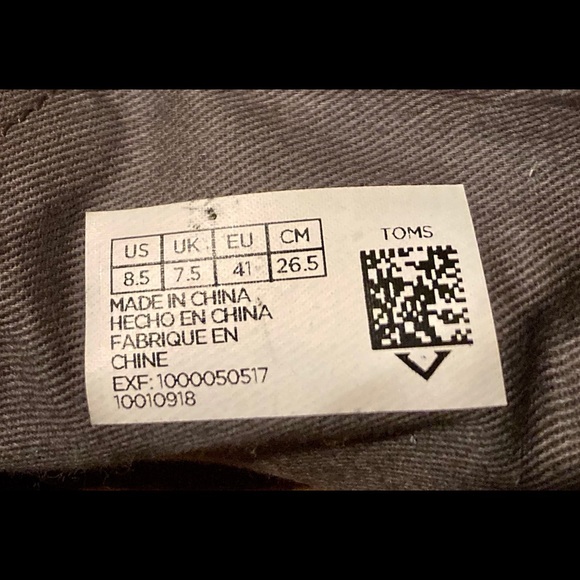 US UK EU CM
8.5 7.5 41 26.5
TOMS
MADE IN CHINA
HECHO EN CHINA
FABRIQUE EN
CHINE
EXF: 1000050517
10010918